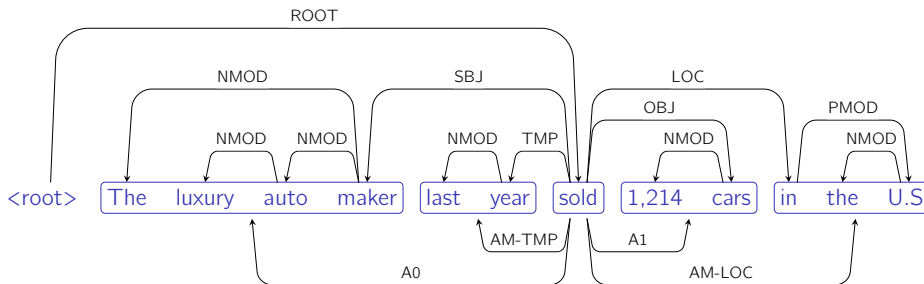 ROOT
NMOD SBJ LOC
OBJ PMOD
NMOD NMOD NMOD TMP NMOD NMOD
<root> The luxury auto maker last year sold 1,214 cars in the U.S
AM-TMP A1
A0 AM-LOC